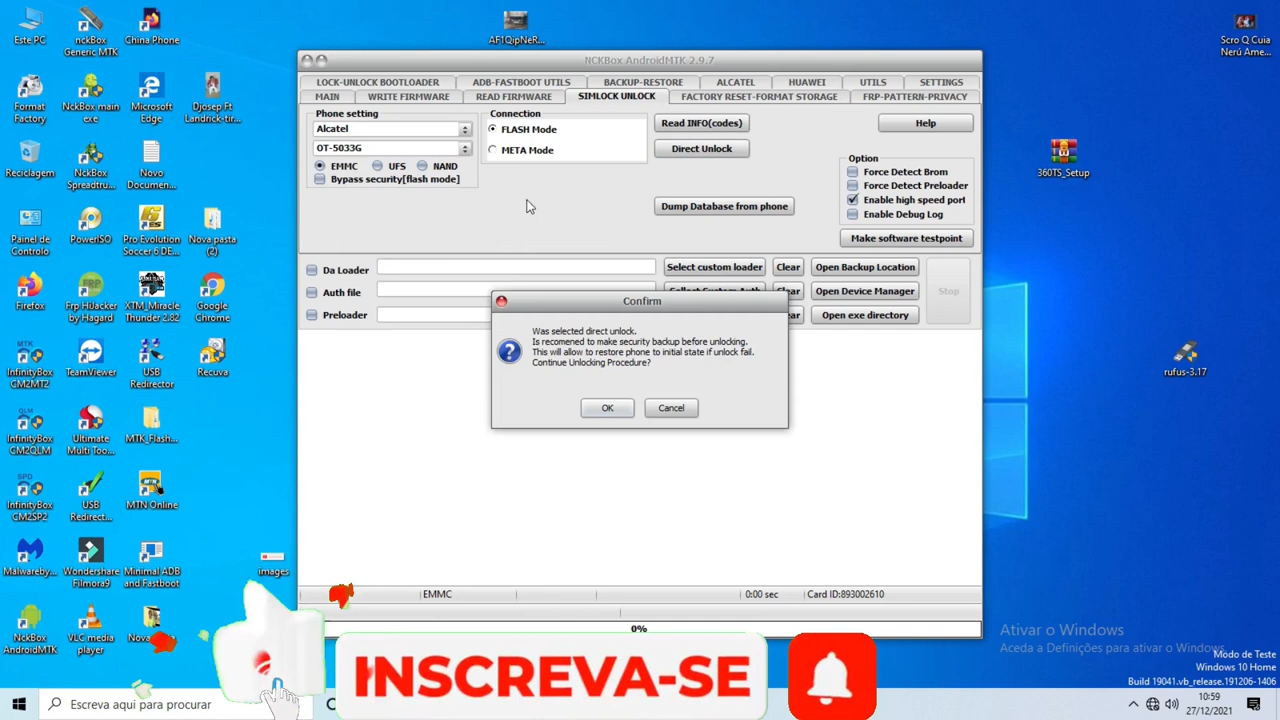 Este PC
nckBox
Generic MTK
China Phone
AF1QipNeR...
Scro Q Cuia
Nerú Ame...
Format
Factory
NckBox main
exe
Microsoft
Edge
Djosep Ft
Landrick-tir...
Reciclagem
NckBox
Spreadtru...
Novo
Documen...
360TS_Setup
Painel de
Controlo
PowerISO
Pro Evolution
Soccer 6 DE...
Nova pasta
(2)
Firefox
Frp HIjacker
by Hagard
XTM_Miracle
Thunder 2.82
Google
Chrome
MTK
InfinityBox
CM2MT2
TeamViewer
USB
Redirector
Recuva
rufus-3.17
QLM
InfinityBox
CM2QLM
Ultimate
Multi Too...
MTK_Flash...
SPD
InfinityBox
CM2SP2
USB
Redirect...
MTN Online
Malwareby...
Wondershare
Filmora9
Minimal ADB
and Fastboot
images
NckBox
AndroidMTK
VLC media
player
NCKBox AndroidMTK 2.9.7
LOCK-UNLOCK BOOTLOADER
ADB-FASTBOOT UTILS
BACKUP-RESTORE
ALCATEL
HUAWEI
UTILS
SETTINGS
MAIN
WRITE FIRMWARE
READ FIRMWARE
SIMLOCK UNLOCK
FACTORY RESET-FORMAT STORAGE
FRP-PATTERN-PRIVACY
Phone setting
Alcatel
OT-5033G
EMMC
UFS
NAND
Bypass security[flash mode]
Connection
FLASH Mode
META Mode
Read INFO(codes)
Direct Unlock
Dump Database from phone
Help
Option
Force Detect Brom
Force Detect Preloader
Enable high speed port
Enable Debug Log
Make software testpoint
Da Loader
Select custom loader
Clear
Open Backup Location
Auth file
Open Device Manager
Stop
Preloader
Open exe directory
Confirm
Was selected direct unlock.
Is recomened to make security backup before unlocking.
This will allow to restore phone to initial state if unlock fail.
Continue Unlocking Procedure?
OK
Cancel
EMMC
0:00 sec
Card ID:893002610
0%
INSCREVA-SE
Ativar o Windows
Aceda a Definições para ativar o Windows
Modo de Teste
Windows 10 Home
Build 19041.vb_release.191206-1406
Escreva aqui para procurar
10:59
27/12/2021